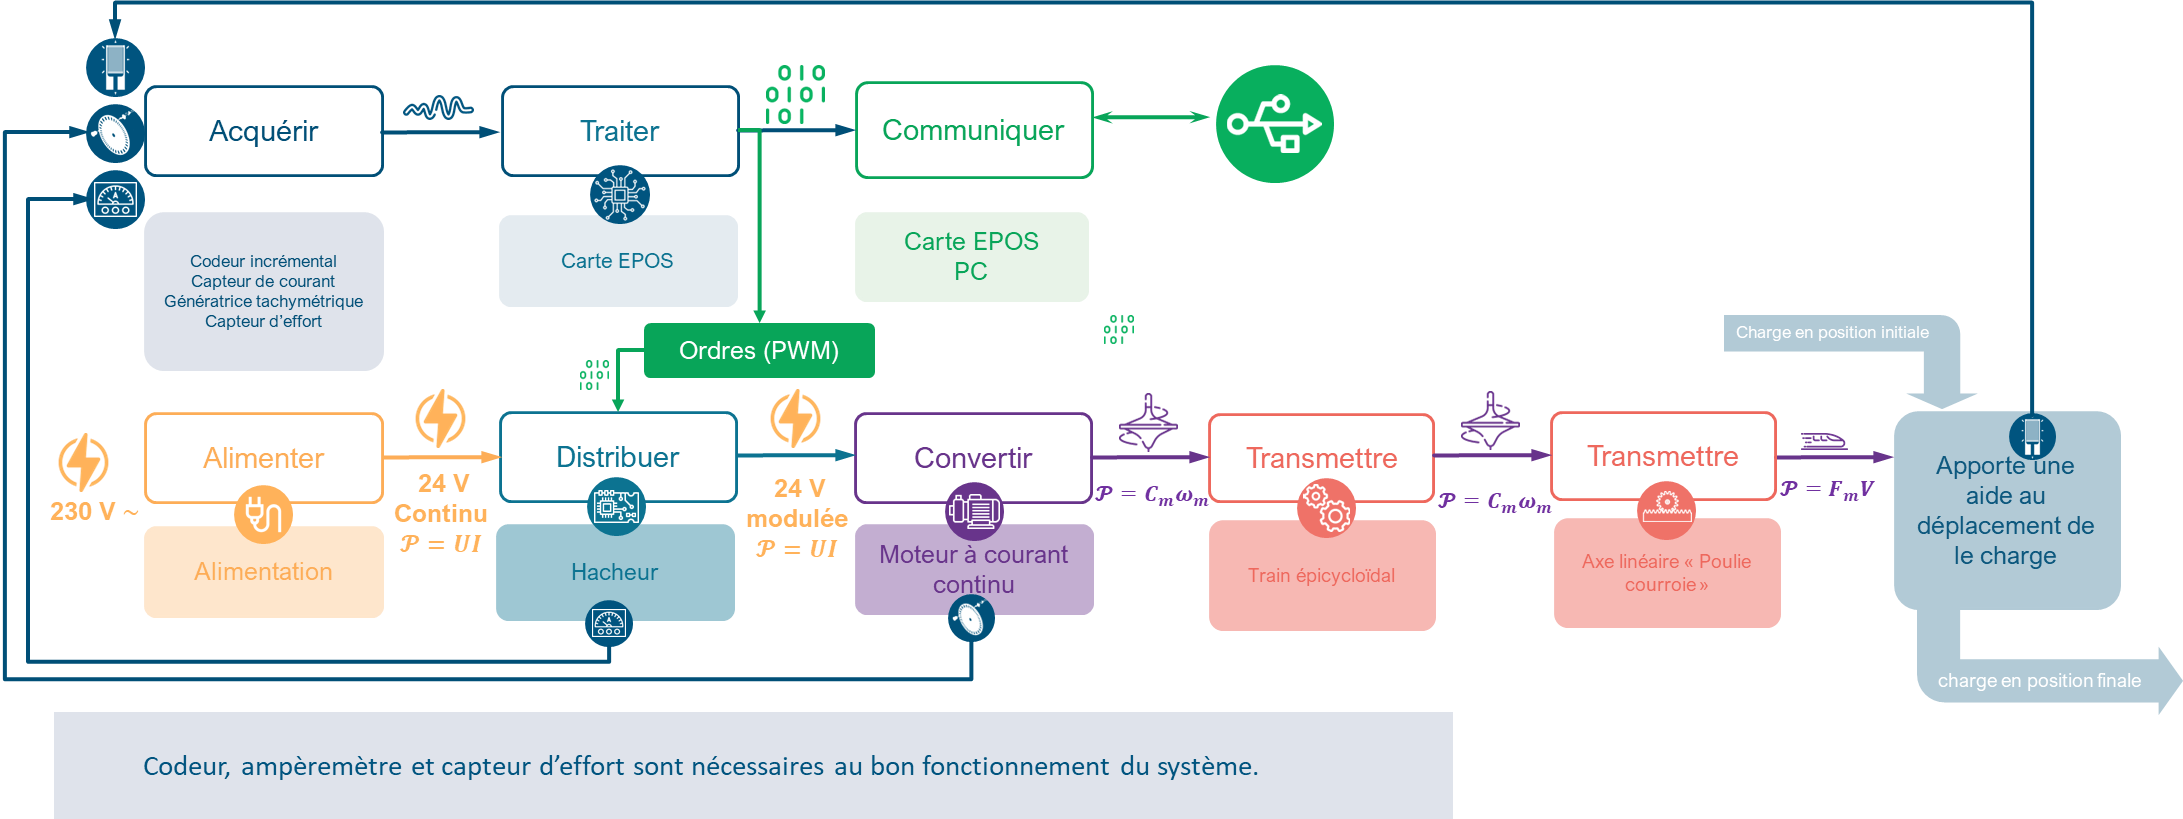 010
0101
010
Acquérir
Traiter
Communiquer
Codeur incrémental
Capteur de courant
Génératrice tachymétrique
Capteur d’effort
Carte EPOS
Carte EPOS
PC
Ordres (PWM)
010
0101
101
010
0101
101
Charge en position initiale
230 V ~
Alimenter
Alimentation
24 V
Continu
𝒫 = UI
Distribuer
Hacheur
24 V
modulée
𝒫 = UI
Convertir
Moteur à courant
continu
𝒫 = Cₘωₘ
Transmettre
Train épicycloïdal
𝒫 = Cₘωₘ
Transmettre
Axe linéaire « Poulie
courroie »
𝒫 = FₘV
Apporte une
aide au
déplacement de
le charge
charge en position finale
A
A
Codeur, ampèremètre et capteur d’effort sont nécessaires au bon fonctionnement du système.